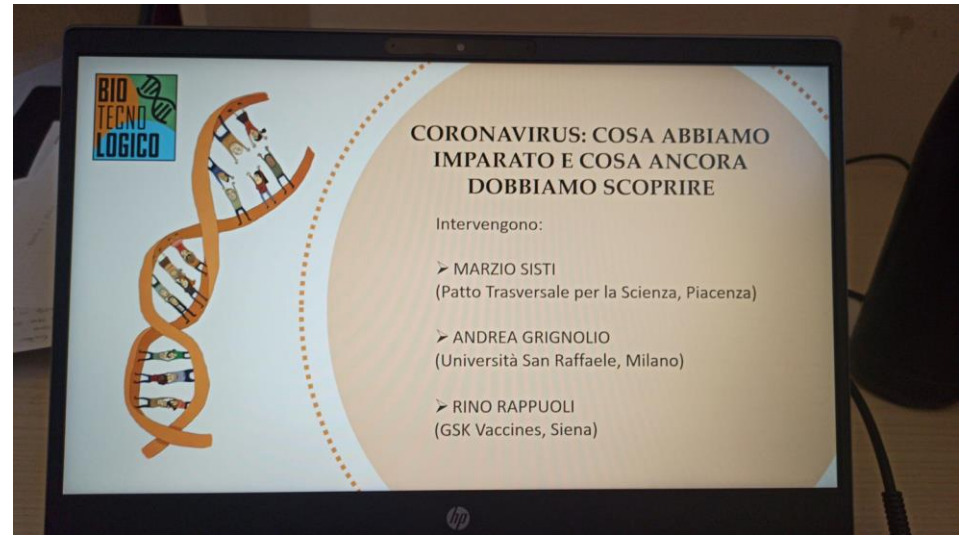 BIO
TECNO
LOGICO
CORONAVIRUS: COSA ABBIAMO
IMPARATO E COSA ANCORA
DOBBIAMO SCOPRIRE
Intervengono:
➢ MARZIO SISTI
(Patto Trasversale per la Scienza, Piacenza)
➢ ANDREA GRIGNOLIO
(Università San Raffaele, Milano)
➢ RINO RAPPUOLI
(GSK Vaccines, Siena)
hp